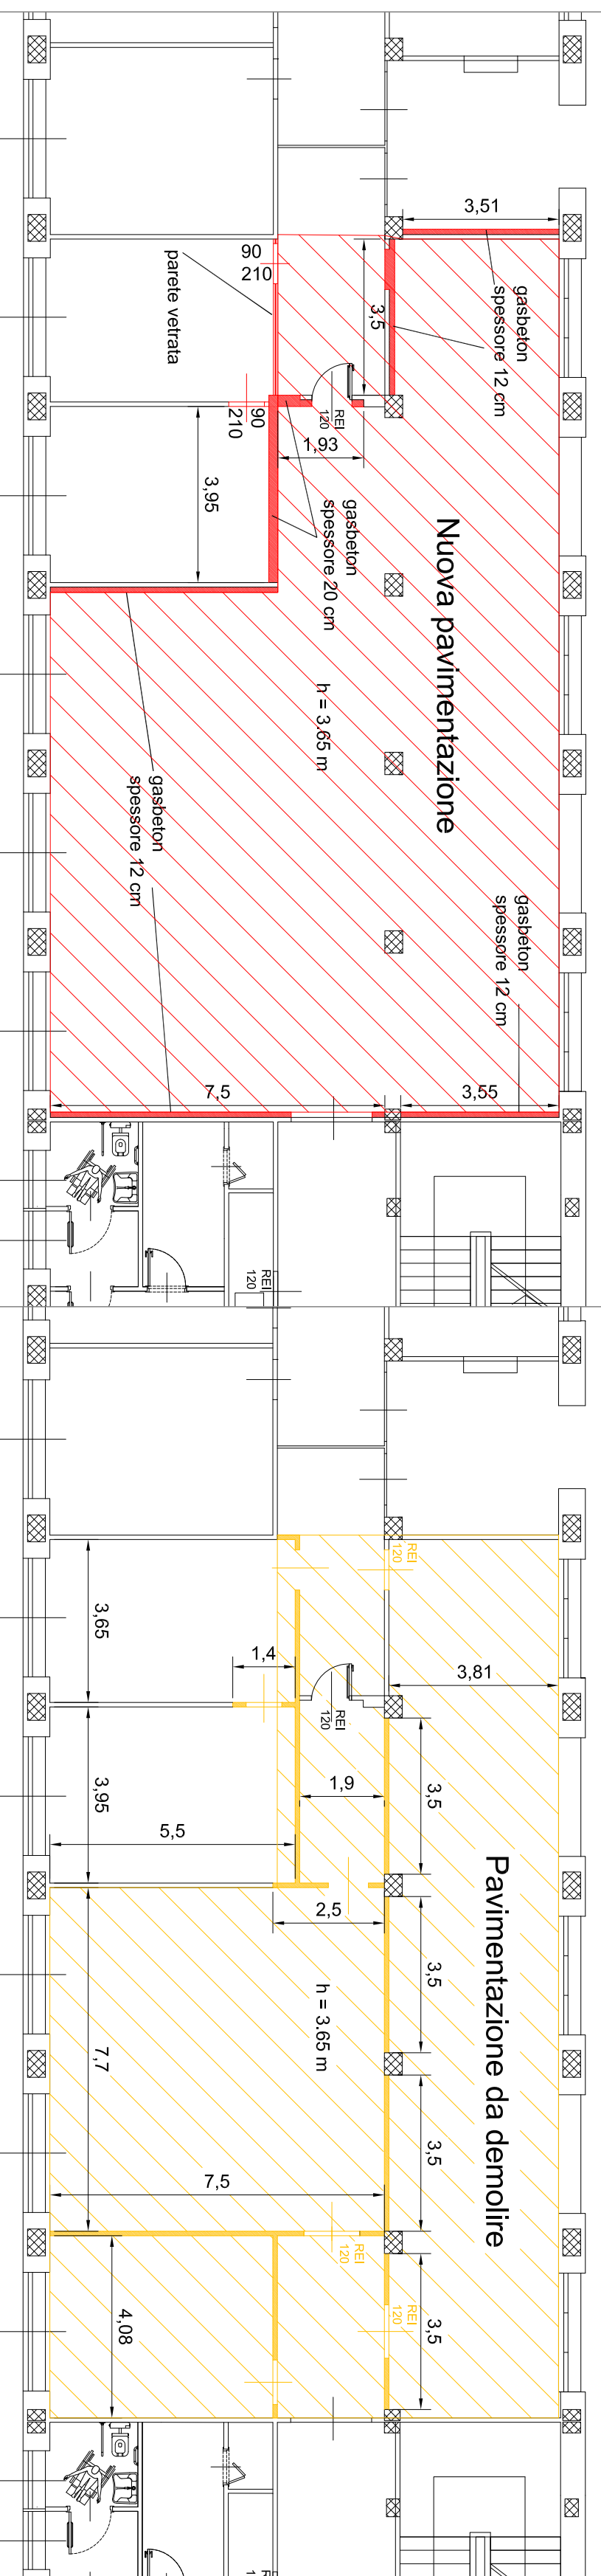 3,51
gasbeton
spessore 12 cm
90
210
parete vetrata
3,5
REI
120
90
210
1,93
3,95
gasbeton
spessore 20 cm
Nuova pavimentazione
h = 3.65 m
gasbeton
spessore 12 cm
gasbeton
spessore 12 cm
7,5
3,55
REI
120
REI
120
3,65
1,4
3,81
REI
120
3,5
3,95
1,9
5,5
2,5
Pavimentazione da demolire
3,5
h = 3.65 m
7,7
3,5
7,5
REI
120
REI
120
3,5
4,08